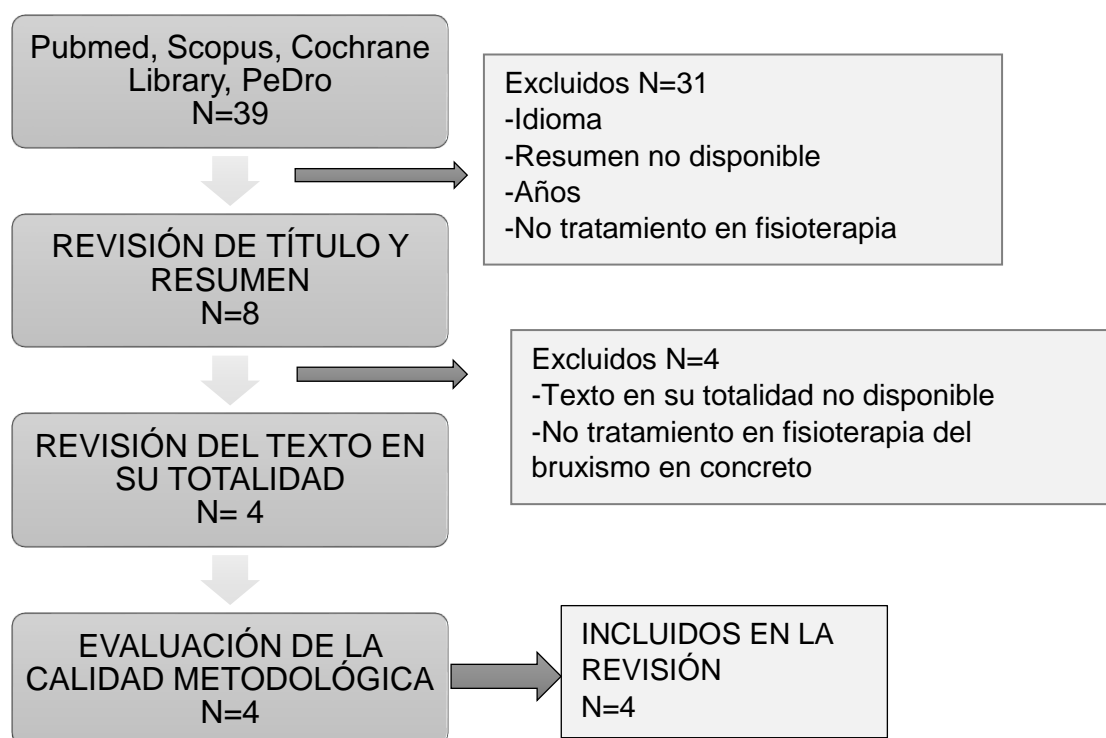 Pubmed, Scopus, Cochrane
Library, PeDro
N=39
Excluidos N=31
-Idioma
-Resumen no disponible
-Años
-No tratamiento en fisioterapia
REVISIÓN DE TÍTULO Y
RESUMEN
N=8
Excluidos N=4
-Texto en su totalidad no disponible
-No tratamiento en fisioterapia del
bruxismo en concreto
REVISIÓN DEL TEXTO EN
SU TOTALIDAD
N= 4
EVALUACIÓN DE LA
CALIDAD METODOLÓGICA
N=4
INCLUIDOS EN LA
REVISIÓN
N=4